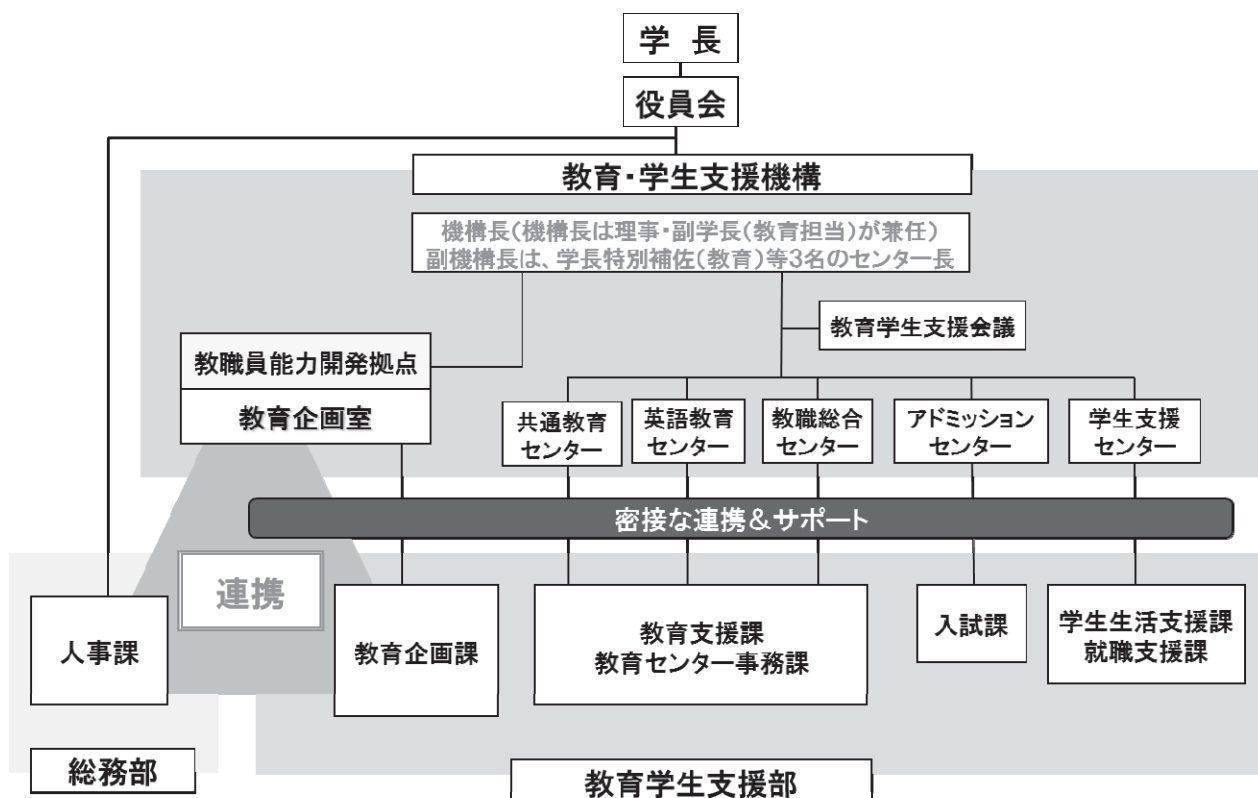 学 長
役員会
教育・学生支援機構
機構長(機構長は理事・副学長(教育担当)が兼任)
副機構長は、学長特別補佐(教育)等3名のセンター長
教育学生支援会議
教職員能力開発拠点
教育企画室
共通教育
センター
英語教育
センター
教職総合
センター
アドミッション
センター
学生支援
センター
密接な連携&サポート
連携
人事課
教育企画課
教育支援課
教育センター事務課
入試課
学生生活支援課
就職支援課
総務部
教育学生支援部